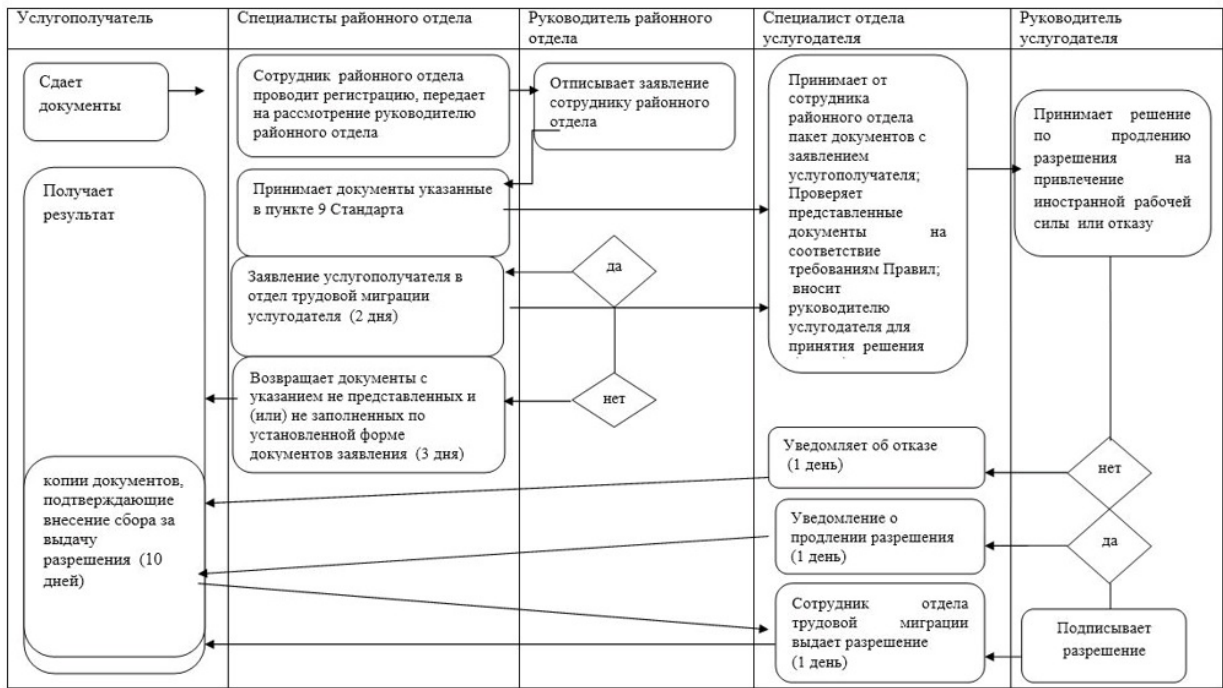 Услугополучатель
Специалисты районного отдела
Руководитель районного
отдела
Специалист отдела
услугодателя
Руководитель
услугодателя
Сдает
документы
Сотрудник районного отдела
проводит регистрацию, передает
на рассмотрение руководителю
районного отдела
Отписывает заявление
сотруднику районного
отдела
Принимает от
сотрудника
районного отдела
пакет документов с
заявлением
услугополучателя;
Проверяет
представленные
документы на
соответствие
требованиям Правил;
вносит
руководителю
услугодателя для
принятия решения
Принимает решение
по продлению
разрешения на
привлечение
иностранной рабочей
силы или отказу
Получает
результат
Принимает документы указанные
в пункте 9 Стандарта
да
Заявление услугополучателя в
отдел трудовой миграции
услугодателя (2 дня)
нет
Возвращает документы с
указанием не представленных и
(или) не заполненных по
установленной форме
документов заявления (3 дня)
копии документов,
подтверждающие
внесение сбора за
выдачу
разрешения (10
дней)
Уведомляет об отказе
(1 день)
нет
Уведомление о
продлении разрешения
(1 день)
да
Сотрудник отдела
трудовой миграции
выдает разрешение
(1 день)
Подписывает
разрешение